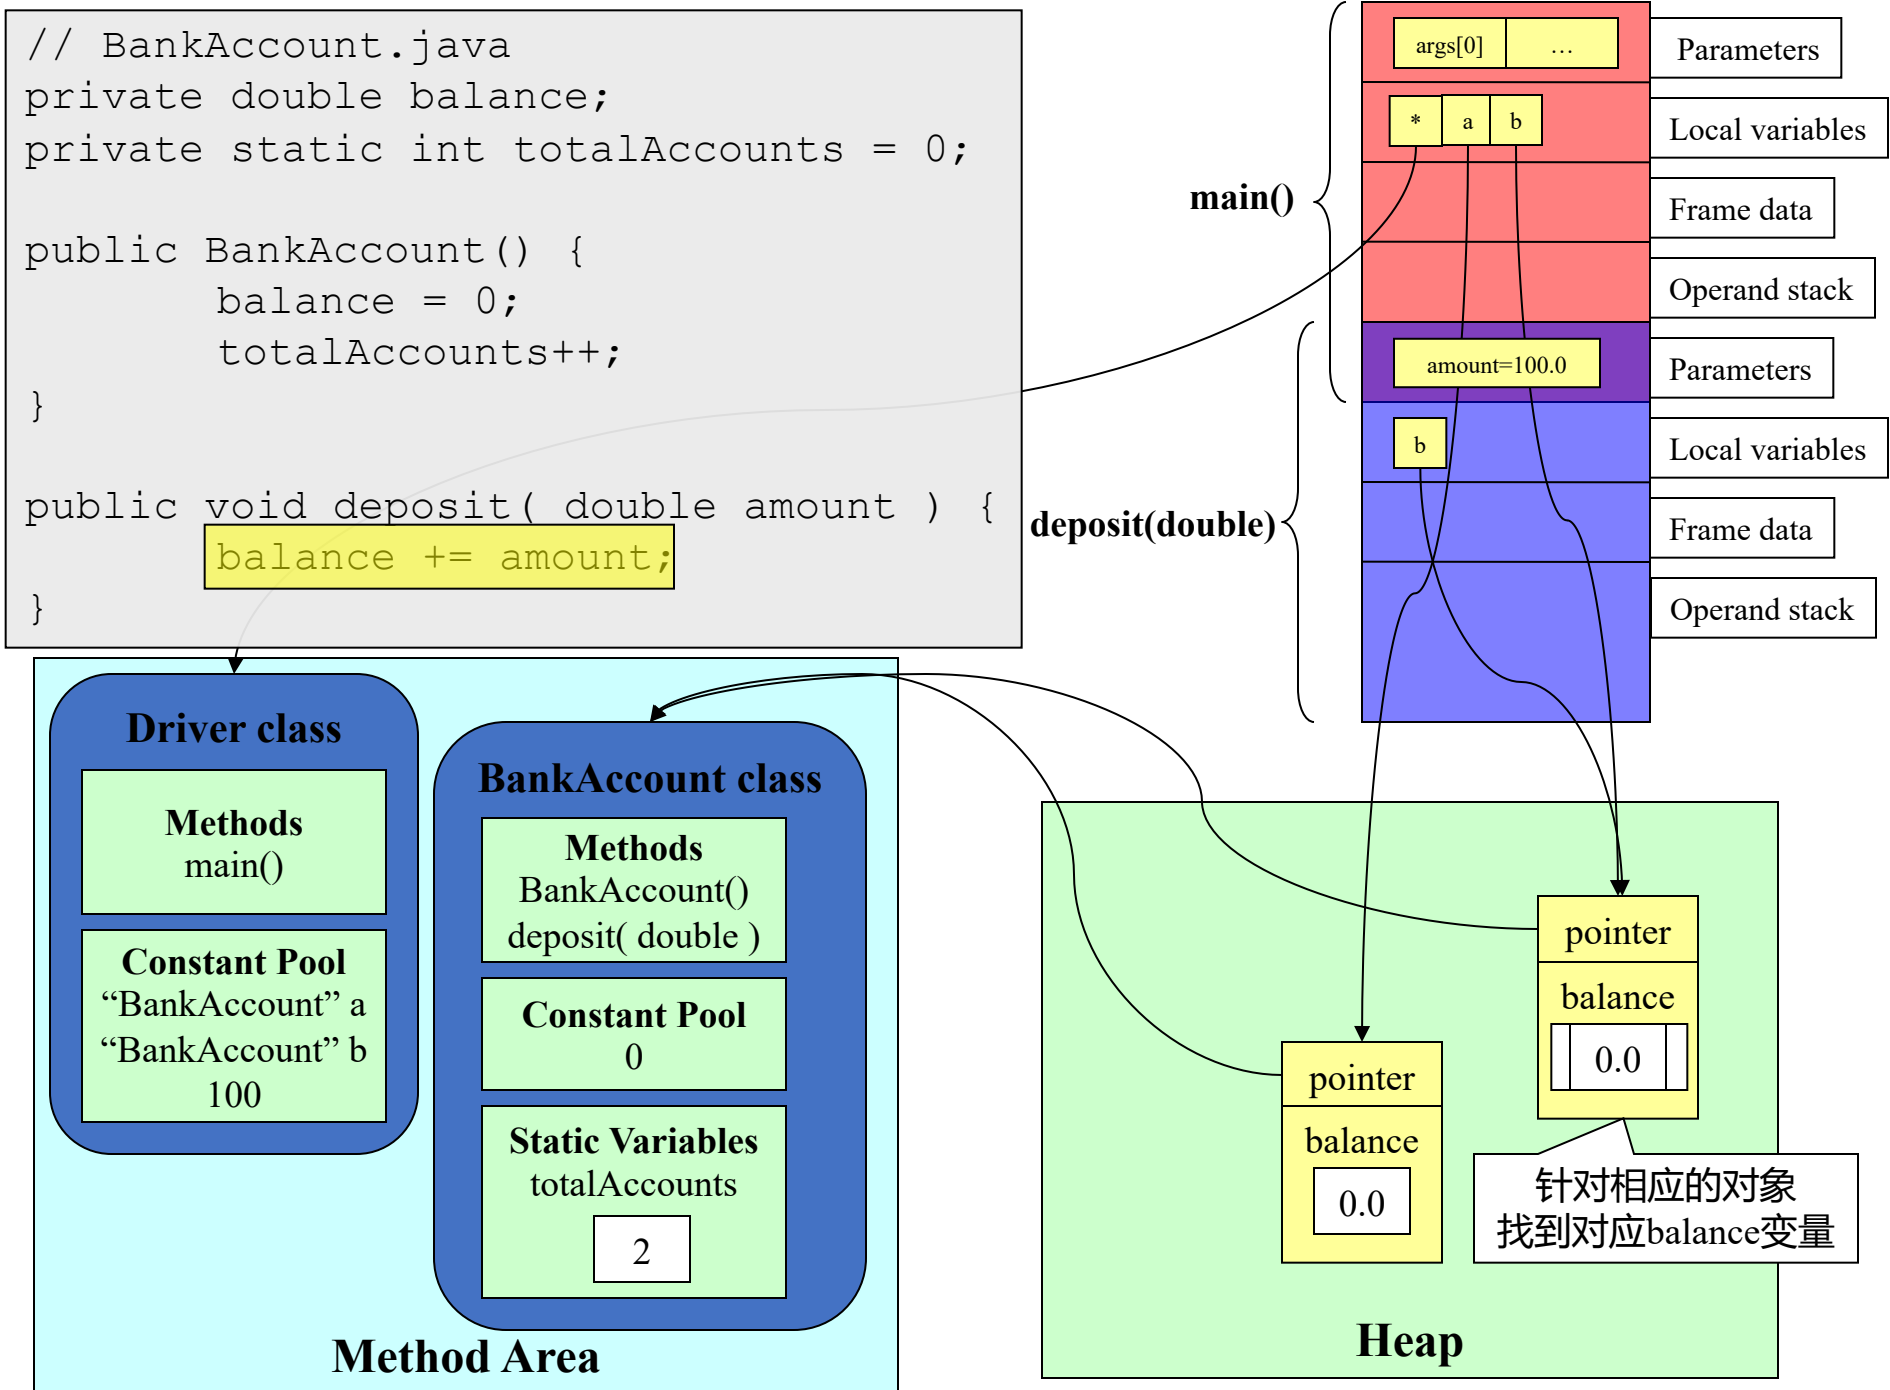 // BankAccount.java
private double balance;
private static int totalAccounts = 0;
public BankAccount() {
balance = 0;
totalAccounts++;
}
public void deposit( double amount ) {
balance += amount;
}
main()
deposit(double)
args[0]
…
Parameters
*
a
b
Local variables
Frame data
Operand stack
amount=100.0
Parameters
b
Local variables
Frame data
Operand stack
Driver class
Methods
main()
Constant Pool
“BankAccount” a
“BankAccount” b
100
BankAccount class
Methods
BankAccount()
deposit( double )
Constant Pool
0
Static Variables
totalAccounts
2
Method Area
pointer
balance
0.0
pointer
balance
0.0
针对相应的对象
找到对应balance变量
Heap